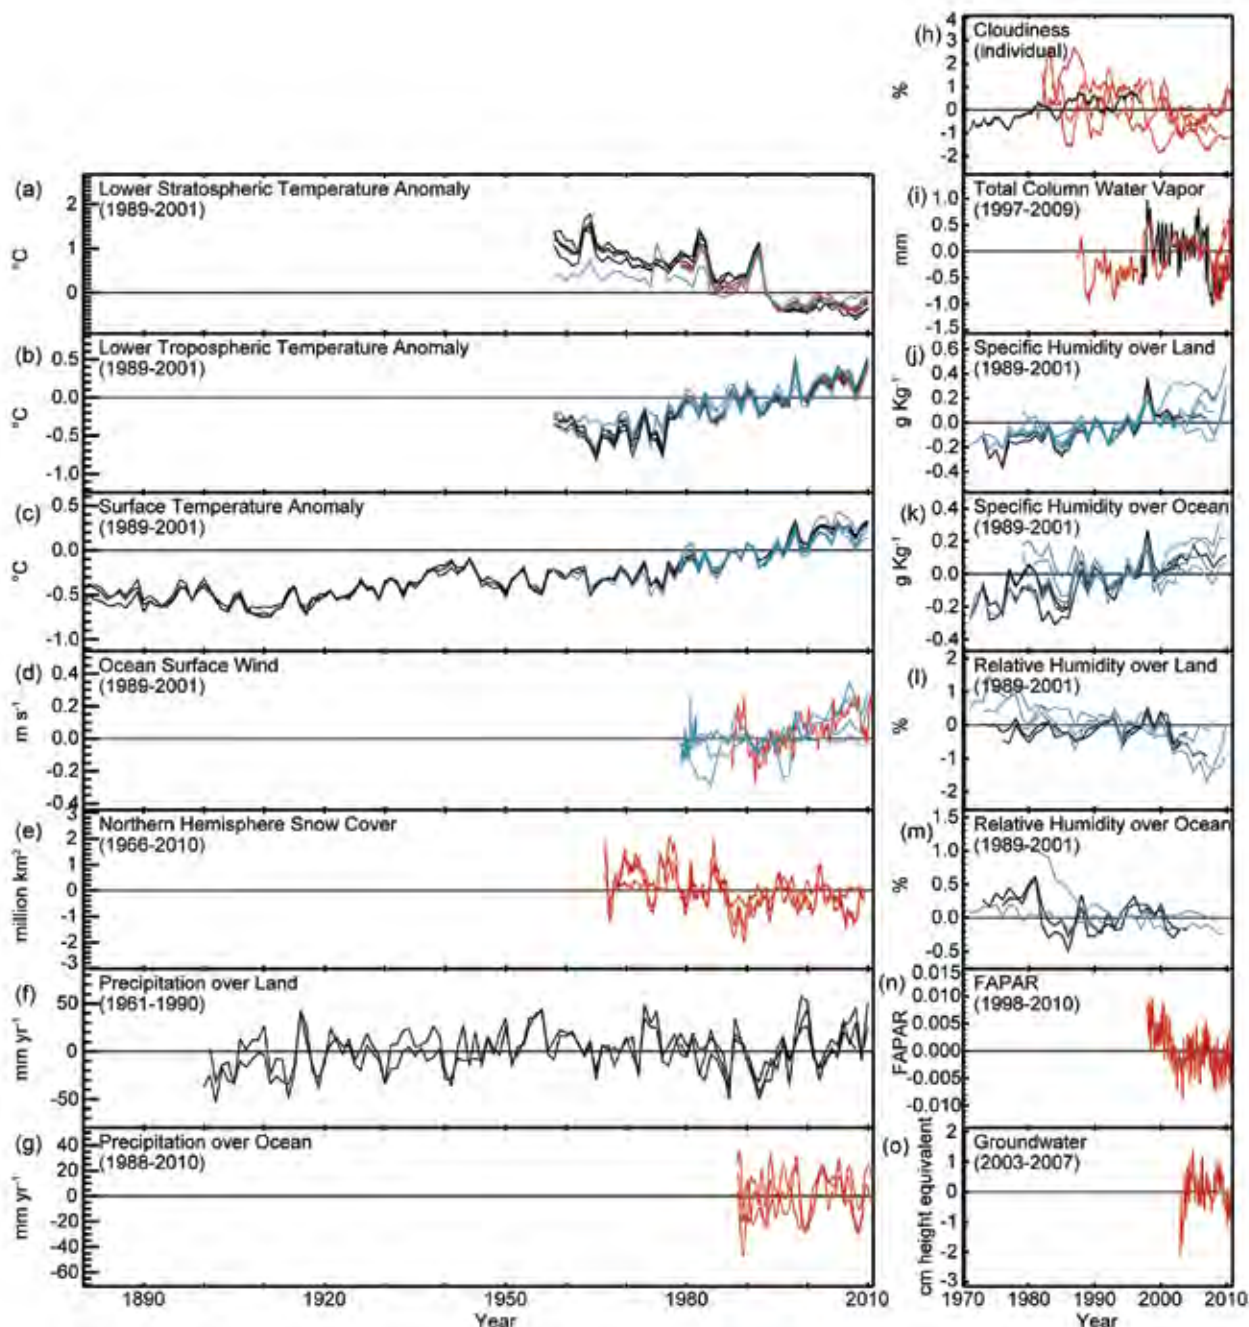 (a)
Lower Stratospheric Temperature Anomaly
(1989-2001)
°C
2
1
0
(b)
Lower Tropospheric Temperature Anomaly
(1989-2001)
°C
0.5
0.0
-0.5
-1.0
(c)
Surface Temperature Anomaly
(1989-2001)
°C
0.5
0.0
-0.5
-1.0
(d)
Ocean Surface Wind
(1989-2001)
m s⁻¹
0.4
0.2
0.0
-0.2
-0.4
(e)
Northern Hemisphere Snow Cover
(1966-2010)
million km²
3
2
1
0
-1
-2
-3
(f)
Precipitation over Land
(1961-1990)
mm yr⁻¹
50
0
-50
(g)
Precipitation over Ocean
(1988-2010)
mm yr⁻¹
40
20
0
-20
-40
-60
1890 1920 1950 1980 2010
Year
(h)
Cloudiness
(individual)
%
4
3
2
1
0
-1
-2
(i)
Total Column Water Vapor
(1997-2009)
mm
1.0
0.5
0.0
-0.5
-1.0
-1.5
(j)
Specific Humidity over Land
(1989-2001)
g Kg⁻¹
0.6
0.4
0.2
0.0
-0.2
-0.4
(k)
Specific Humidity over Ocean
(1989-2001)
g Kg⁻¹
0.4
0.2
0.0
-0.2
-0.4
(l)
Relative Humidity over Land
(1989-2001)
%
2
1
0
-1
-2
(m)
Relative Humidity over Ocean
(1989-2001)
%
1.5
1.0
0.5
0.0
-0.5
(n)
FAPAR
(1998-2010)
FAPAR
0.015
0.010
0.005
0.000
-0.005
-0.010
(o)
Groundwater
(2003-2007)
cm height equivalent
2
1
0
-1
-2
-3
1970 1980 1990 2000 2010
Year